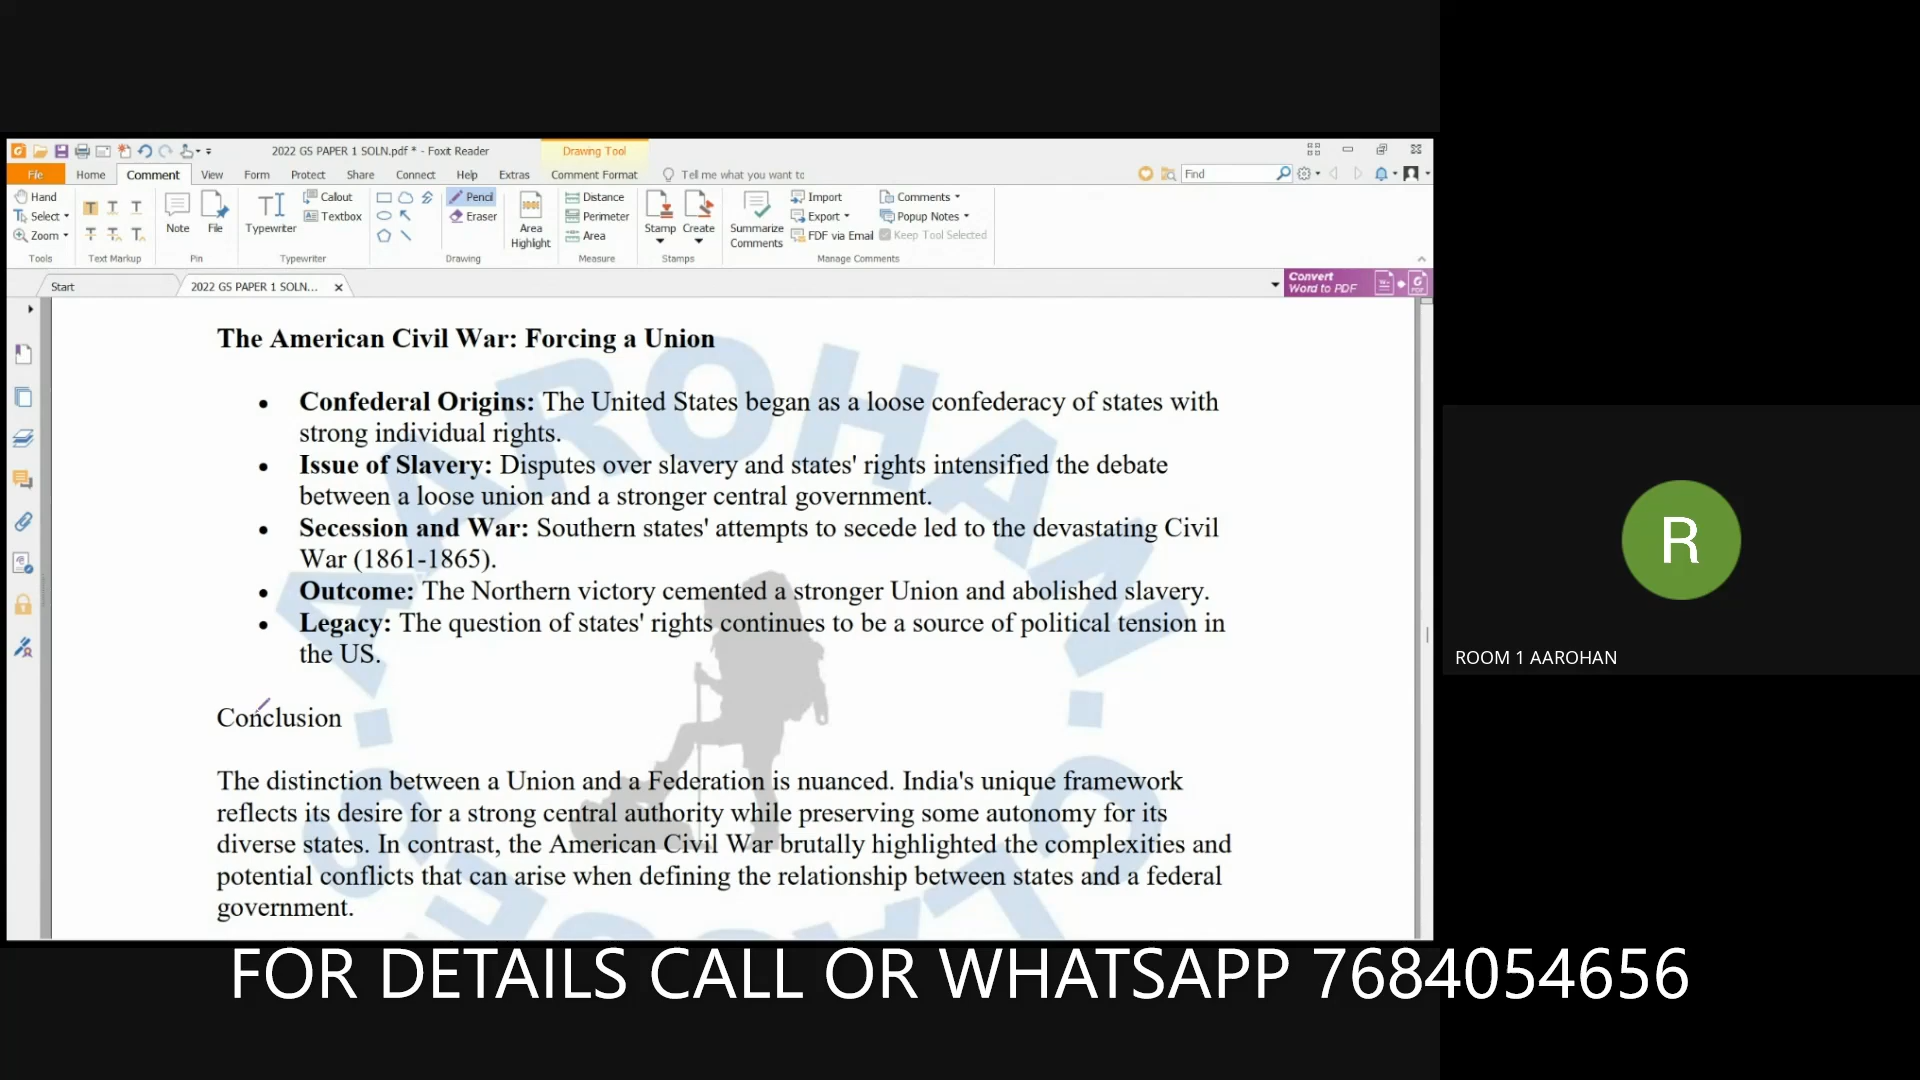 2022 GS PAPER 1 SOLN.pdf * - Foxit Reader
Drawing Tool
File Home Comment View Form Protect Share Connect Help Extras Comment Format Tell me what you want to Find
Hand Callout Pencil Distance Import Comments
Select Textbox Eraser Perimeter Export Popup Notes
Zoom Note File Typewriter Area Highlight Area Stamp Create Summarize Comments FDF via Email Keep Tool Selected
Tools Text Markup Pin Typewriter Drawing Measure Stamps Manage Comments
Start 2022 GS PAPER 1 SOLN... Convert
Word to PDF
The American Civil War: Forcing a Union
• Confederal Origins: The United States began as a loose confederacy of states with
strong individual rights.
• Issue of Slavery: Disputes over slavery and states' rights intensified the debate
between a loose union and a stronger central government.
• Secession and War: Southern states' attempts to secede led to the devastating Civil
War (1861-1865).
• Outcome: The Northern victory cemented a stronger Union and abolished slavery.
• Legacy: The question of states' rights continues to be a source of political tension in
the US.
Conclusion
The distinction between a Union and a Federation is nuanced. India's unique framework
reflects its desire for a strong central authority while preserving some autonomy for its
diverse states. In contrast, the American Civil War brutally highlighted the complexities and
potential conflicts that can arise when defining the relationship between states and a federal
government.
AAROHAN
R
ROOM 1 AAROHAN
FOR DETAILS CALL OR WHATSAPP 7684054656